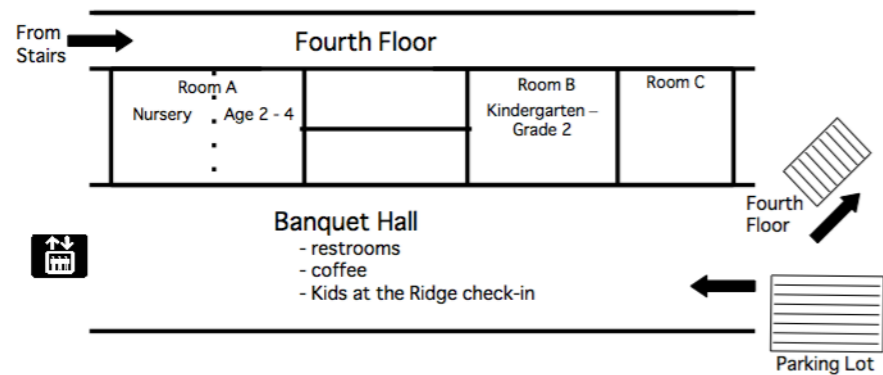 From
Stairs
Fourth Floor
Room A
Nursery
Age 2 - 4
Room B
Kindergarten –
Grade 2
Room C
Fourth
Floor
Banquet Hall
- restrooms
- coffee
- Kids at the Ridge check-in
Parking Lot